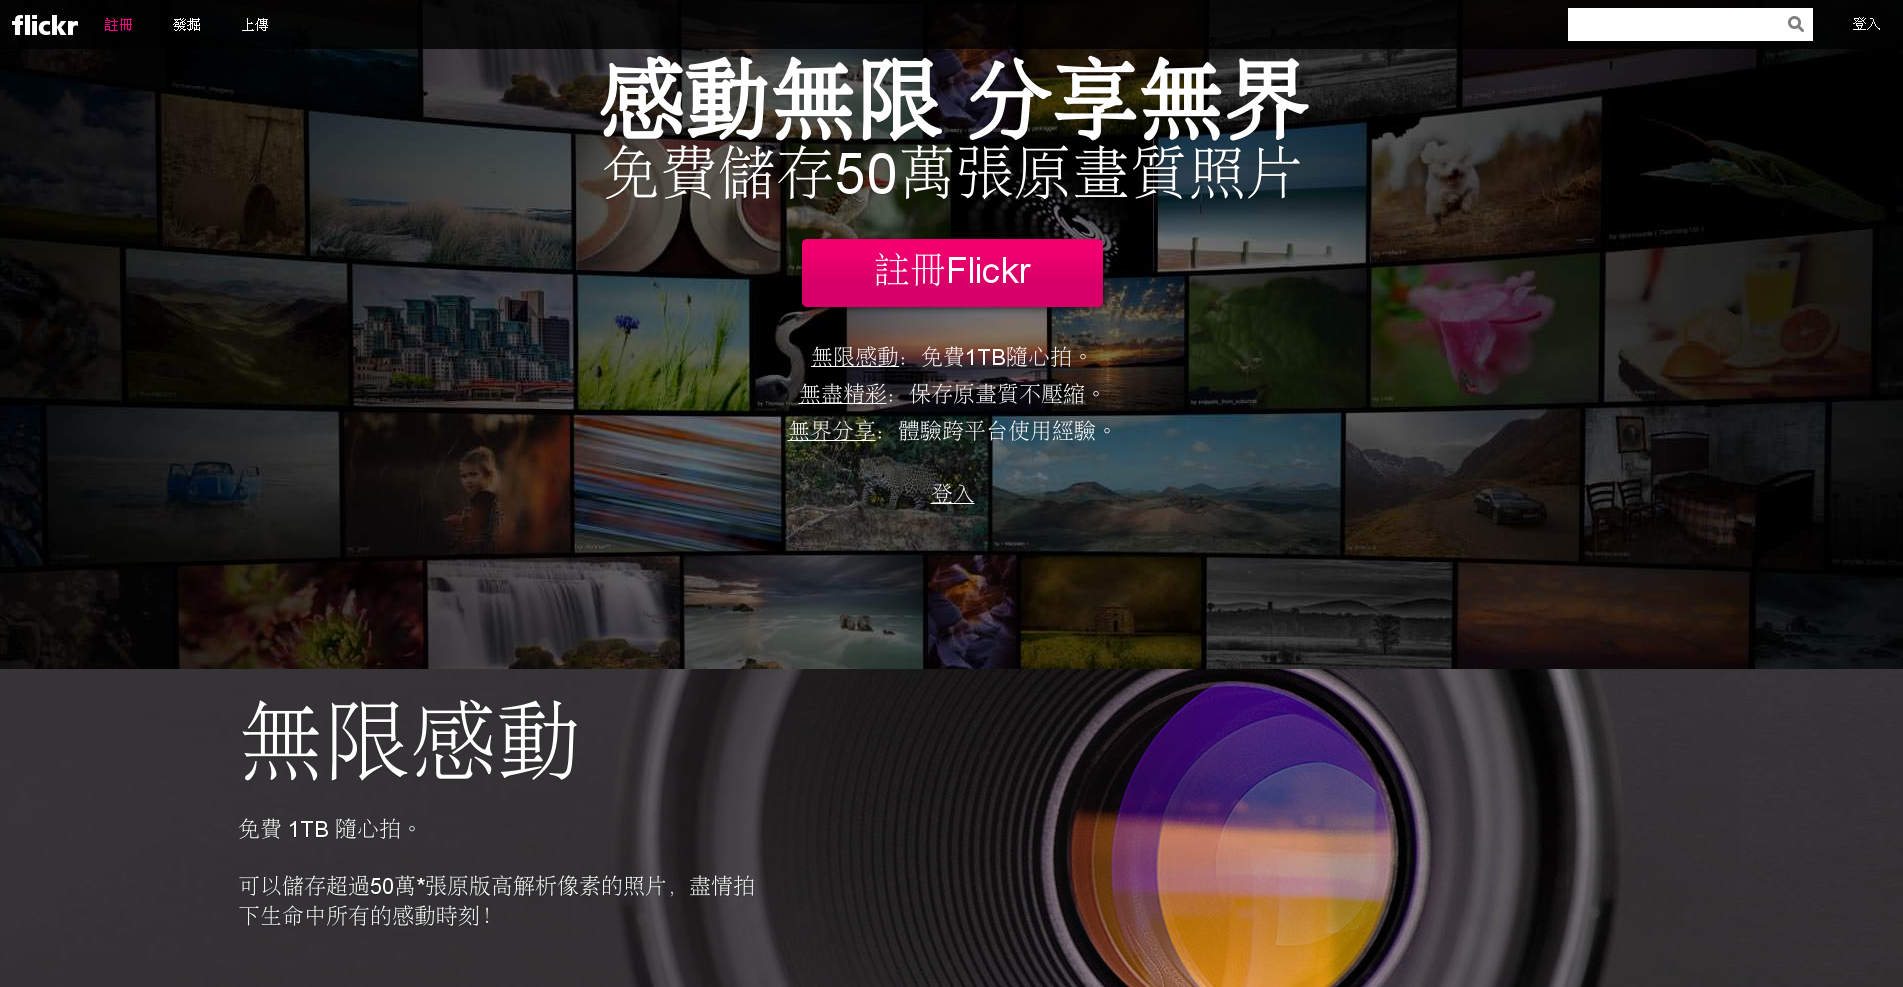 flickr 註冊 發掘 上傳 登入
感動無限 分享無界
免費儲存50萬張原畫質照片
註冊Flickr
無限感動：免費1TB隨心拍。
無盡精彩：保存原畫質不壓縮。
無界分享：體驗跨平台使用經驗。
登入
無限感動
免費 1TB 隨心拍。
可以儲存超過50萬*張原版高解析像素的照片，盡情拍
下生命中所有的感動時刻！